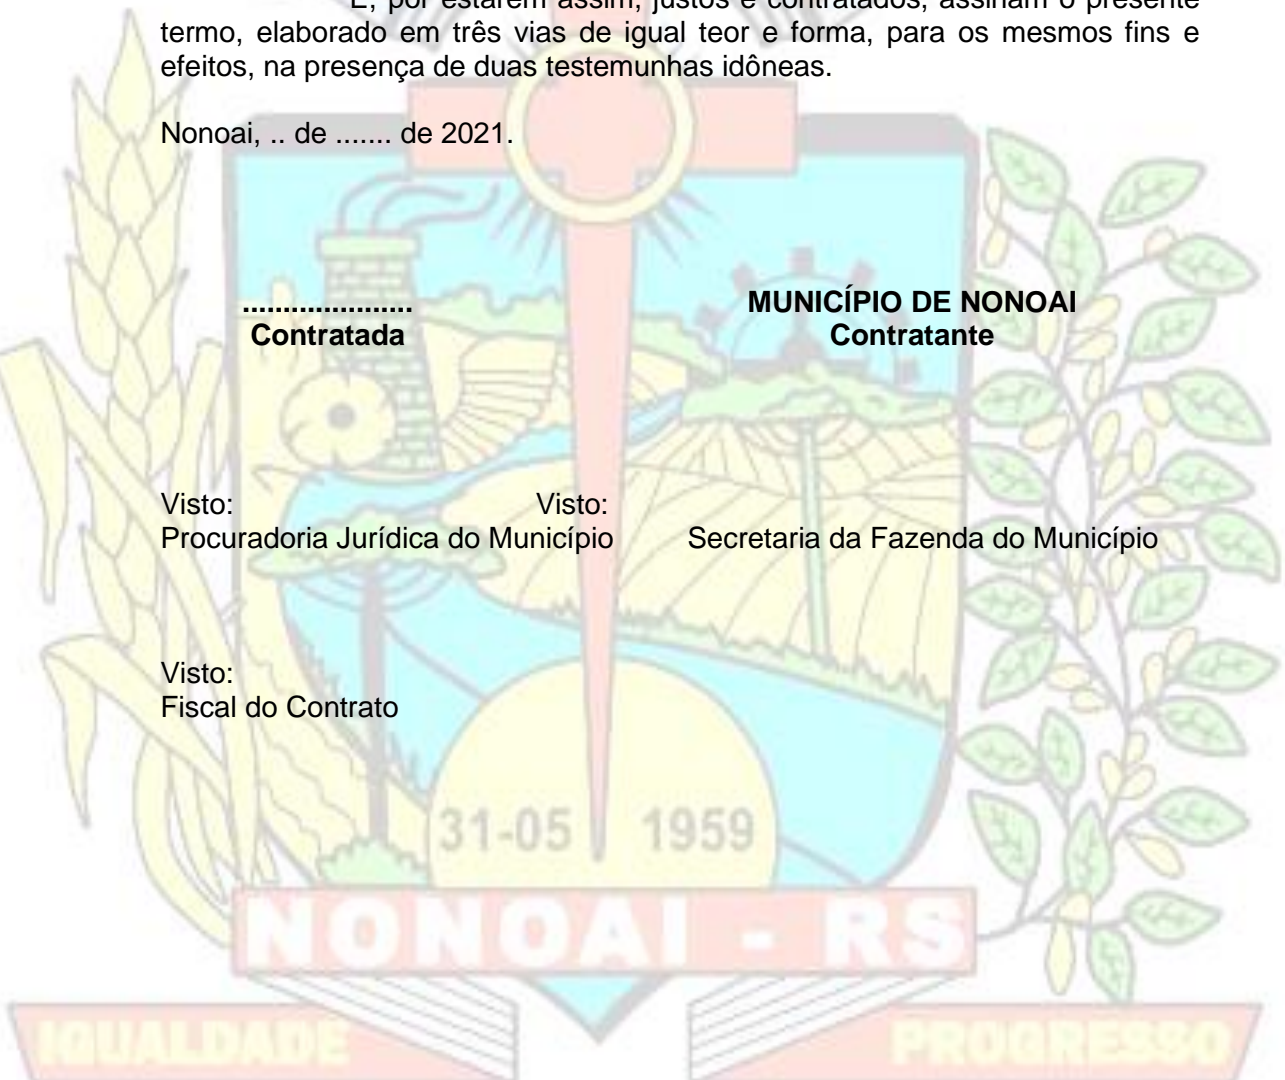 E, por estarem assim, justos e contratados, assinam o presente
termo, elaborado em três vias de igual teor e forma, para os mesmos fins e
efeitos, na presença de duas testemunhas idôneas.
Nonoai, .. de ....... de 2021.
..................... MUNICÍPIO DE NONOAI
Contratada Contratante
Visto: Visto:
Procuradoria Jurídica do Município Secretaria da Fazenda do Município
Visto:
Fiscal do Contrato
31-05 1959
NONOAI - RS
IGUALDADE PROGRESSO